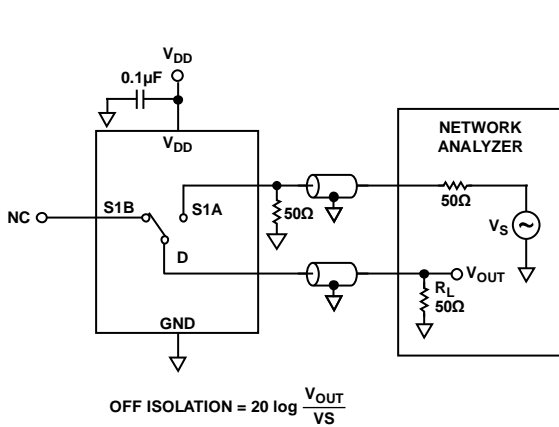 VDD
0.1µF
VDD
NETWORK
ANALYZER
S1B
S1A
NC
50Ω
50Ω
VS
D
VOUT
RL
50Ω
GND
OFF ISOLATION = 20 log VOUT
VS